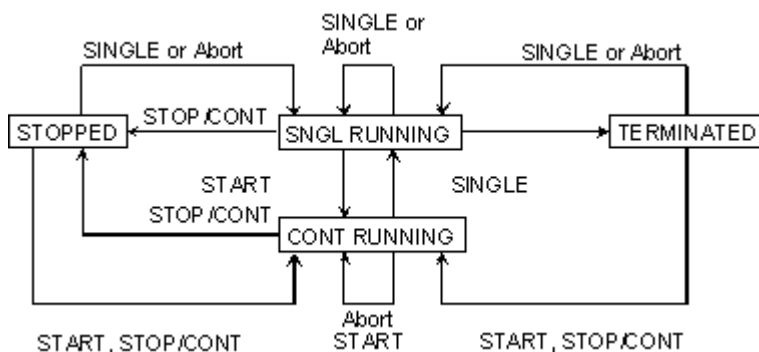 SINGLE or
Abort
SINGLE or Abort
SINGLE or Abort
STOPPED
STOP/CONT
SNGL RUNNING
TERMINATED
START
SINGLE
STOP/CONT
CONT RUNNING
Abort
START
START, STOP/CONT
START, STOP/CONT